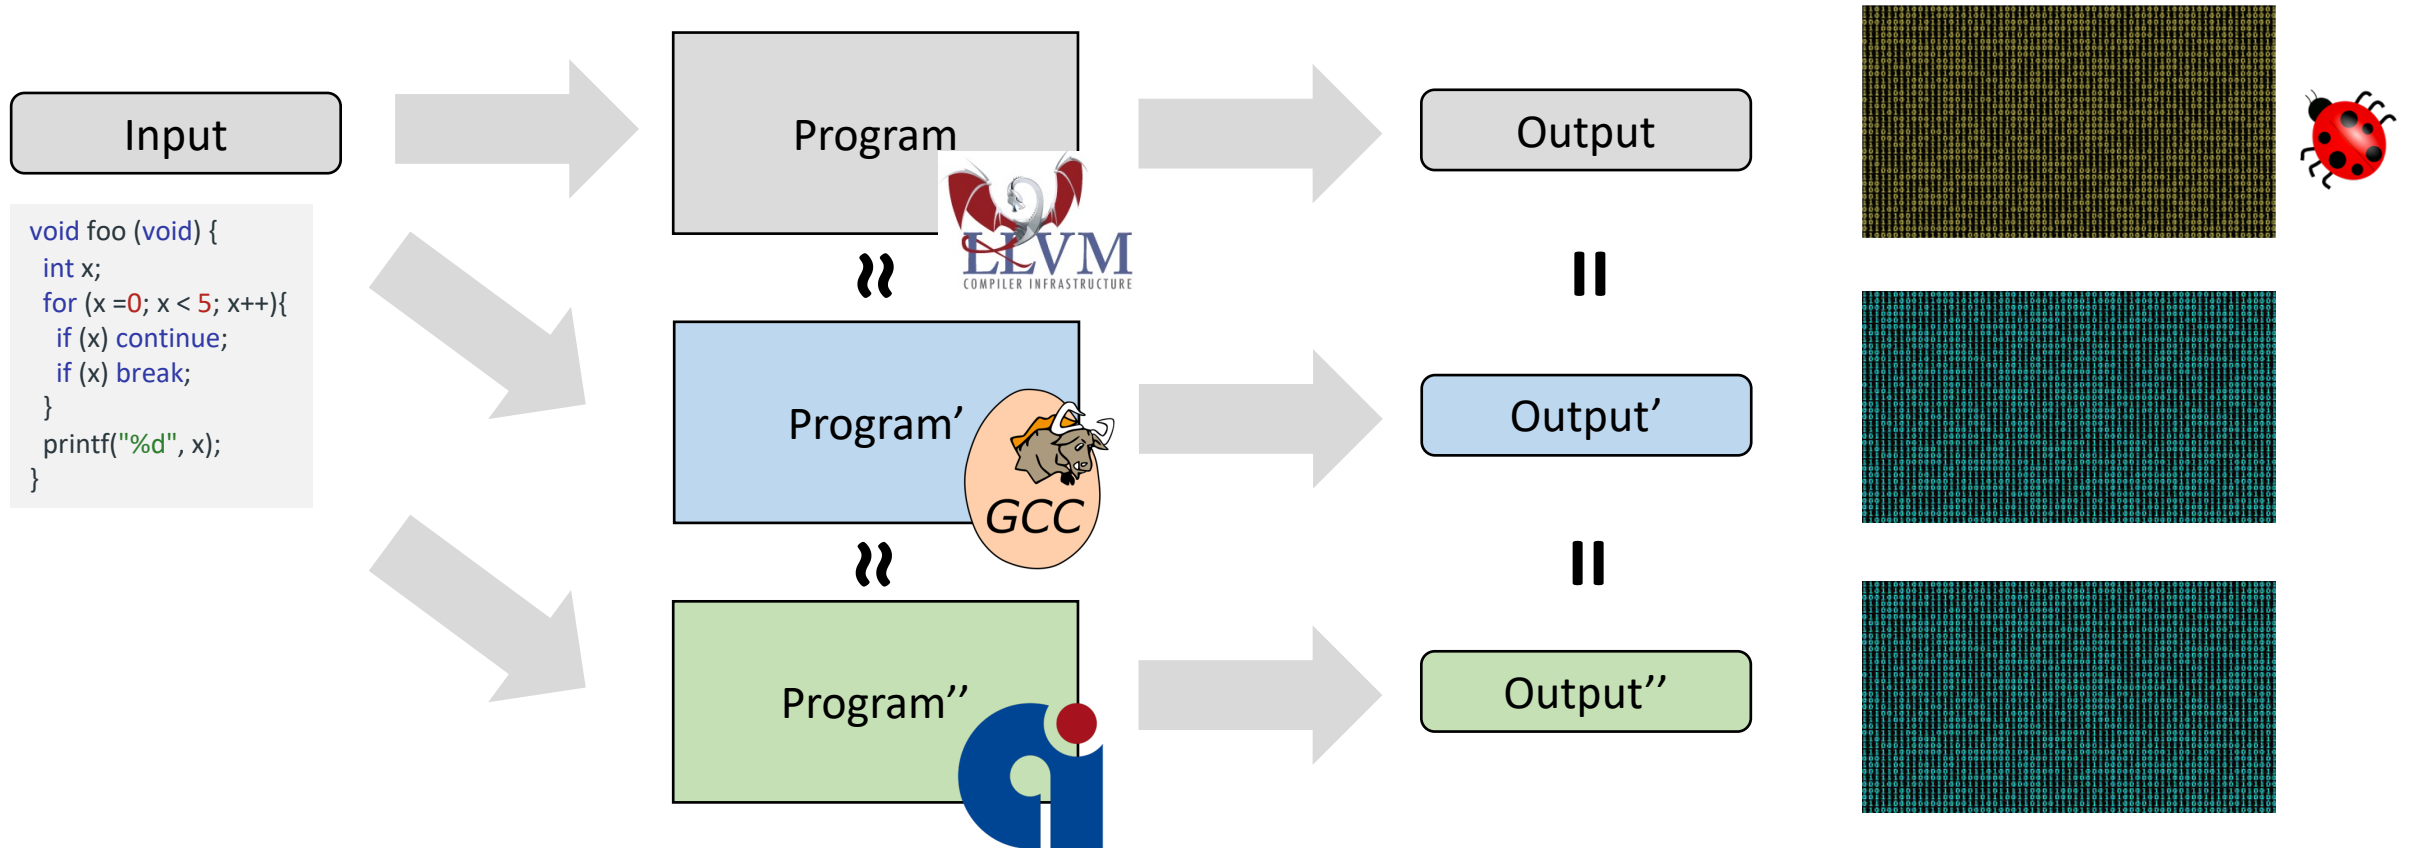 Input
void foo (void) {
int x;
for (x =0; x < 5; x++){
if (x) continue;
if (x) break;
}
printf("%d", x);
}
Program
LLVM
COMPILER INFRASTRUCTURE
≈
Program’
GCC
≈
Program’’
Output
=
Output’
=
Output’’